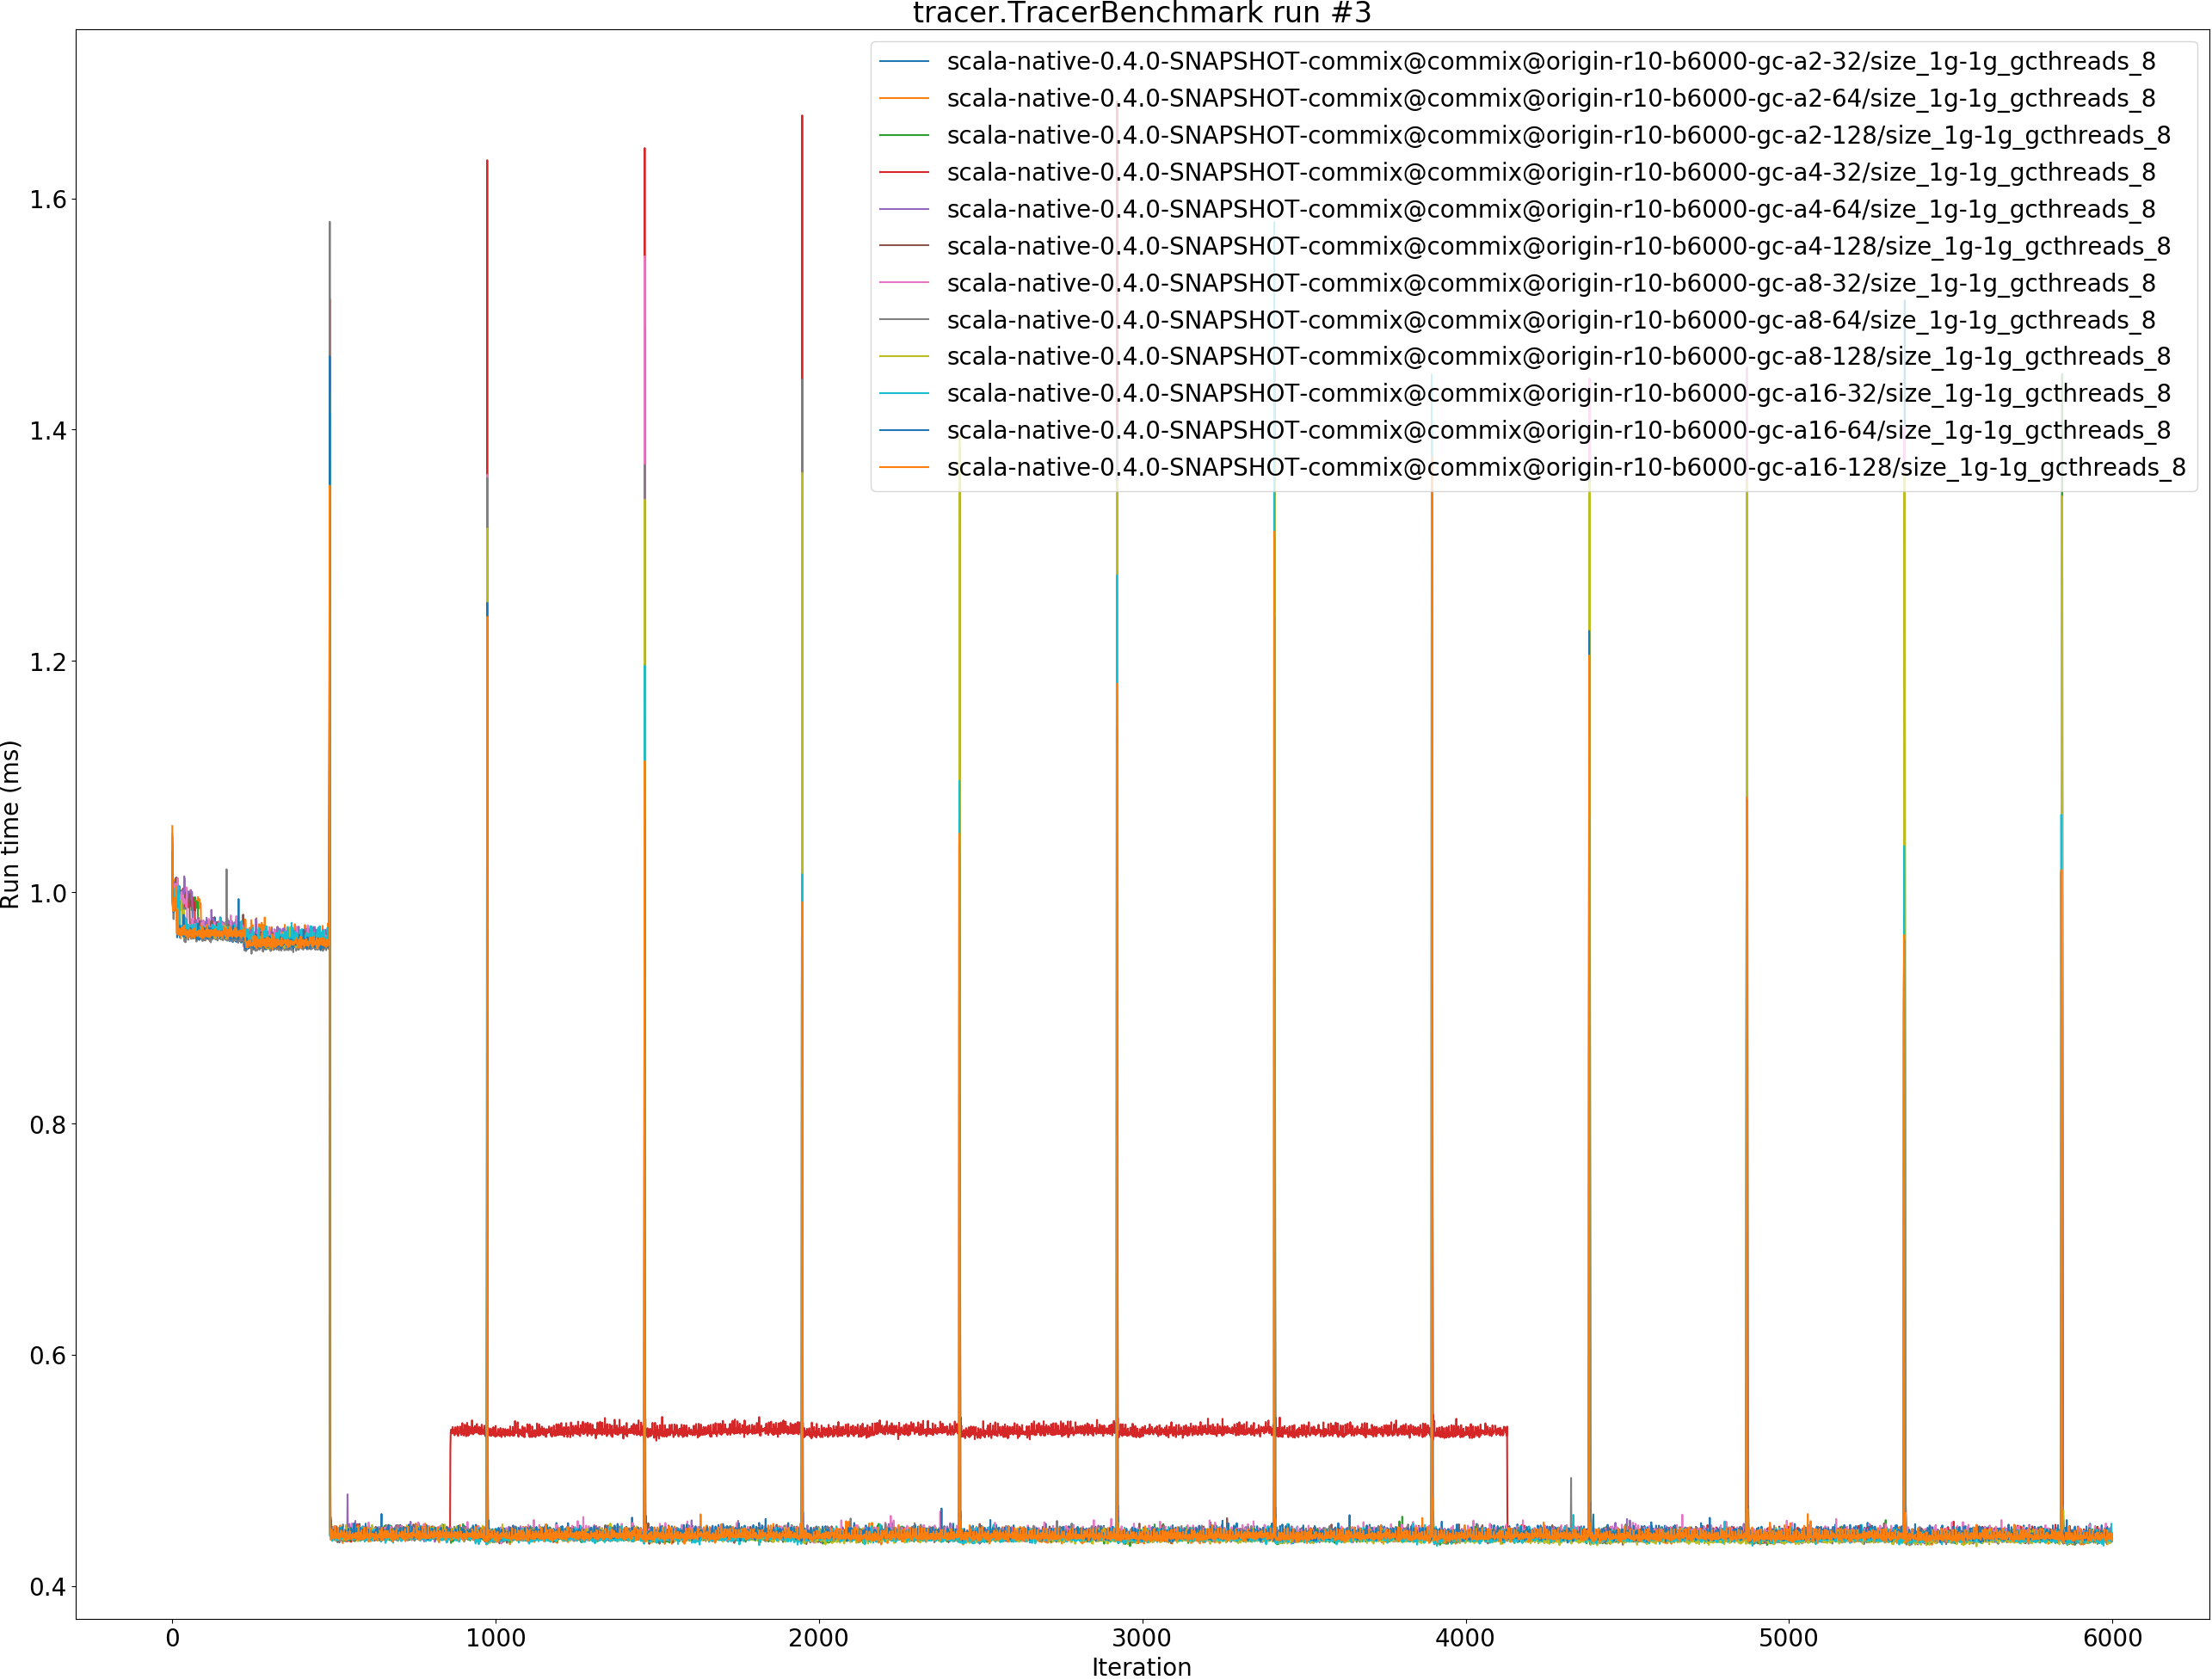 tracer.TracerBenchmark run #3
scala-native-0.4.0-SNAPSHOT-commix@commix@origin-r10-b6000-gc-a2-32/size_1g-1g_gcthreads_8
scala-native-0.4.0-SNAPSHOT-commix@commix@origin-r10-b6000-gc-a2-64/size_1g-1g_gcthreads_8
scala-native-0.4.0-SNAPSHOT-commix@commix@origin-r10-b6000-gc-a2-128/size_1g-1g_gcthreads_8
scala-native-0.4.0-SNAPSHOT-commix@commix@origin-r10-b6000-gc-a4-32/size_1g-1g_gcthreads_8
scala-native-0.4.0-SNAPSHOT-commix@commix@origin-r10-b6000-gc-a4-64/size_1g-1g_gcthreads_8
scala-native-0.4.0-SNAPSHOT-commix@commix@origin-r10-b6000-gc-a4-128/size_1g-1g_gcthreads_8
scala-native-0.4.0-SNAPSHOT-commix@commix@origin-r10-b6000-gc-a8-32/size_1g-1g_gcthreads_8
scala-native-0.4.0-SNAPSHOT-commix@commix@origin-r10-b6000-gc-a8-64/size_1g-1g_gcthreads_8
scala-native-0.4.0-SNAPSHOT-commix@commix@origin-r10-b6000-gc-a8-128/size_1g-1g_gcthreads_8
scala-native-0.4.0-SNAPSHOT-commix@commix@origin-r10-b6000-gc-a16-32/size_1g-1g_gcthreads_8
scala-native-0.4.0-SNAPSHOT-commix@commix@origin-r10-b6000-gc-a16-64/size_1g-1g_gcthreads_8
scala-native-0.4.0-SNAPSHOT-commix@commix@origin-r10-b6000-gc-a16-128/size_1g-1g_gcthreads_8
Run time (ms)
1.6
1.4
1.2
1.0
0.8
0.6
0.4
0 1000 2000 3000 4000 5000 6000
Iteration